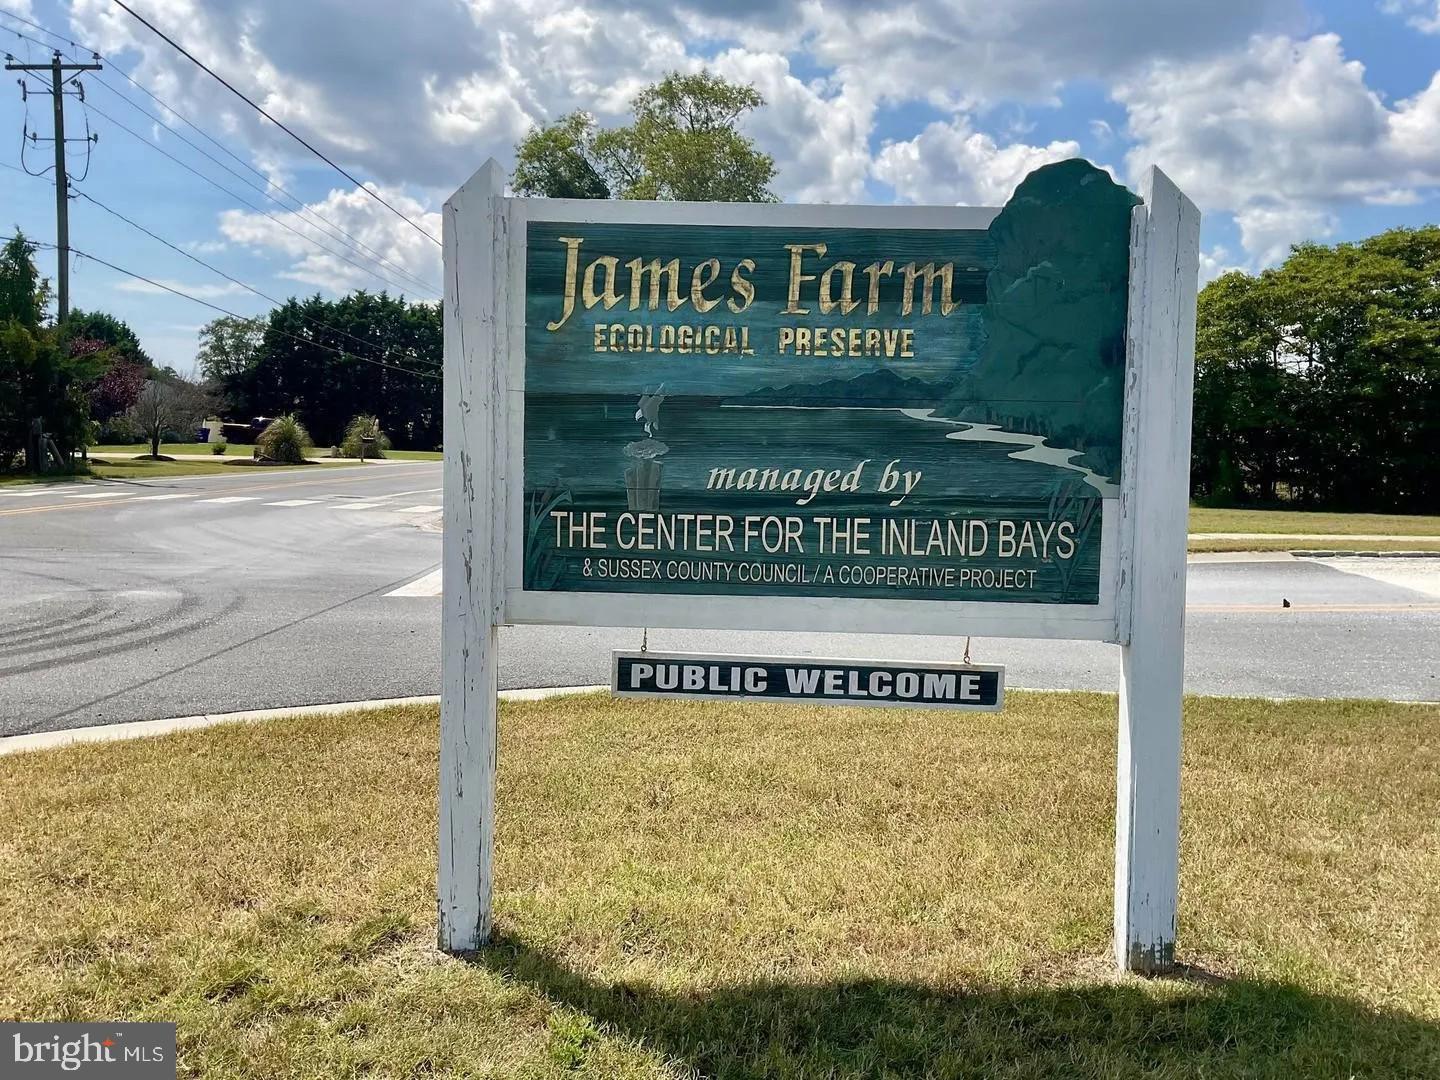 James Farm
ECOLOGICAL PRESERVE
managed by
THE CENTER FOR THE INLAND BAYS
& SUSSEX COUNTY COUNCIL / A COOPERATIVE PROJECT
PUBLIC WELCOME
bright™ MLS